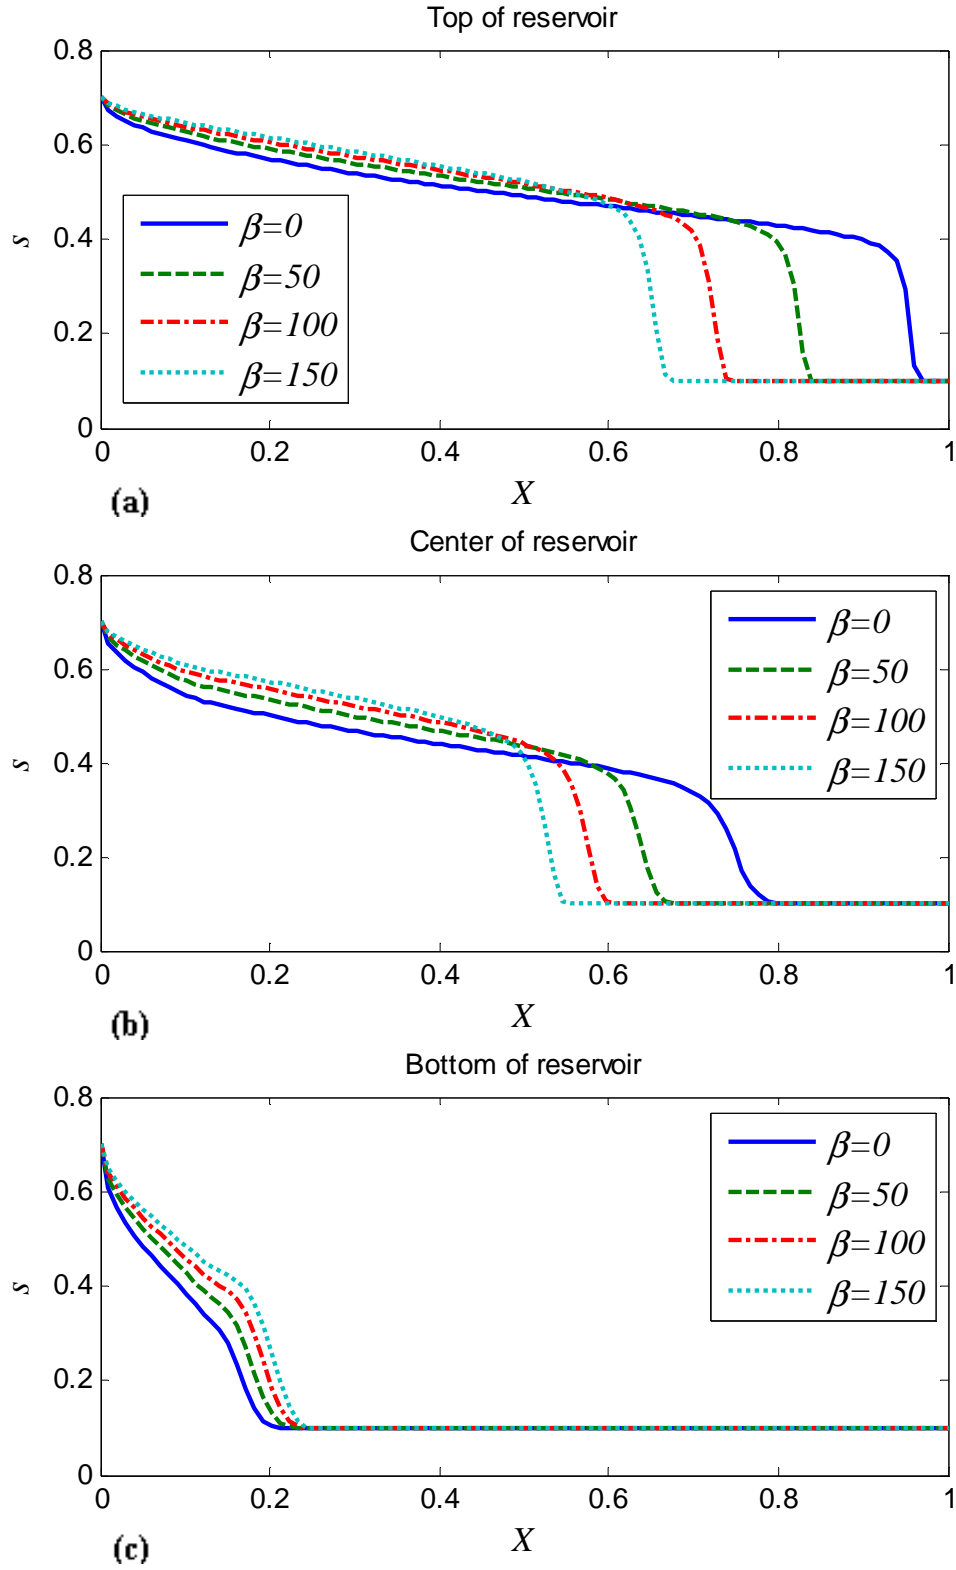 Top of reservoir
0.8
0.6
0.4
0.2
0
s
β=0
β=50
β=100
β=150
0 0.2 0.4 0.6 0.8 1
X
(a)
Center of reservoir
0.8
0.6
0.4
0.2
0
s
β=0
β=50
β=100
β=150
0 0.2 0.4 0.6 0.8 1
X
(b)
Bottom of reservoir
0.8
0.6
0.4
0.2
0
s
β=0
β=50
β=100
β=150
0 0.2 0.4 0.6 0.8 1
X
(c)